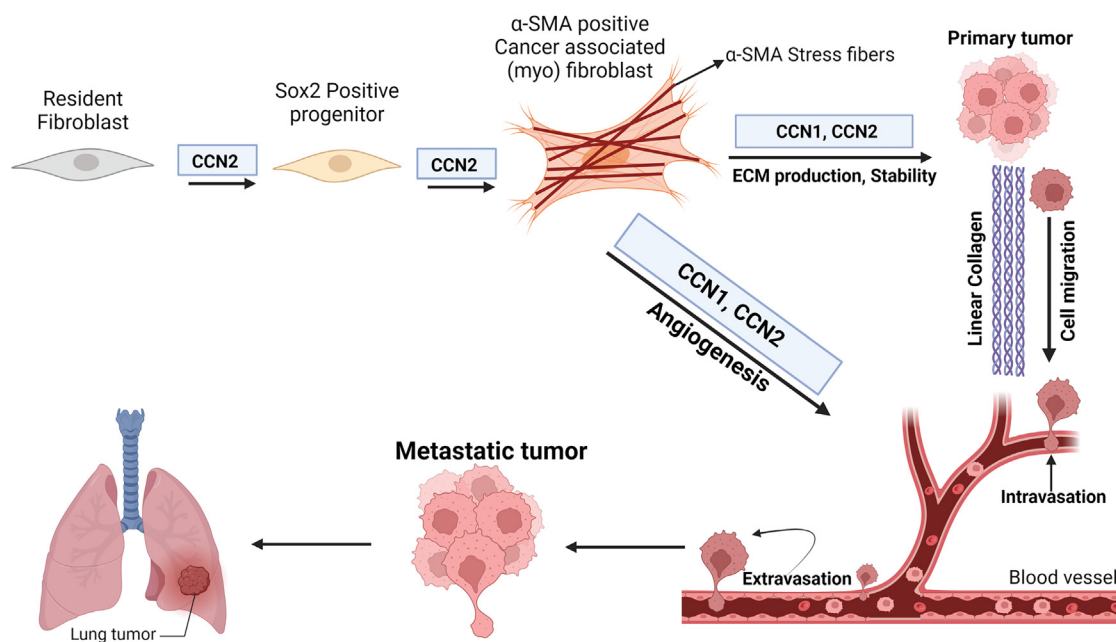 Resident
Fibroblast
CCN2
Sox2 Positive
progenitor
CCN2
α-SMA positive
Cancer associated
(myo) fibroblast
α-SMA Stress fibers
CCN1, CCN2
ECM production, Stability
Primary tumor
Linear Collagen
Cell migration
CCN1, CCN2
Angiogenesis
Intravasation
Blood vessel
Extravasation
Metastatic tumor
Lung tumor